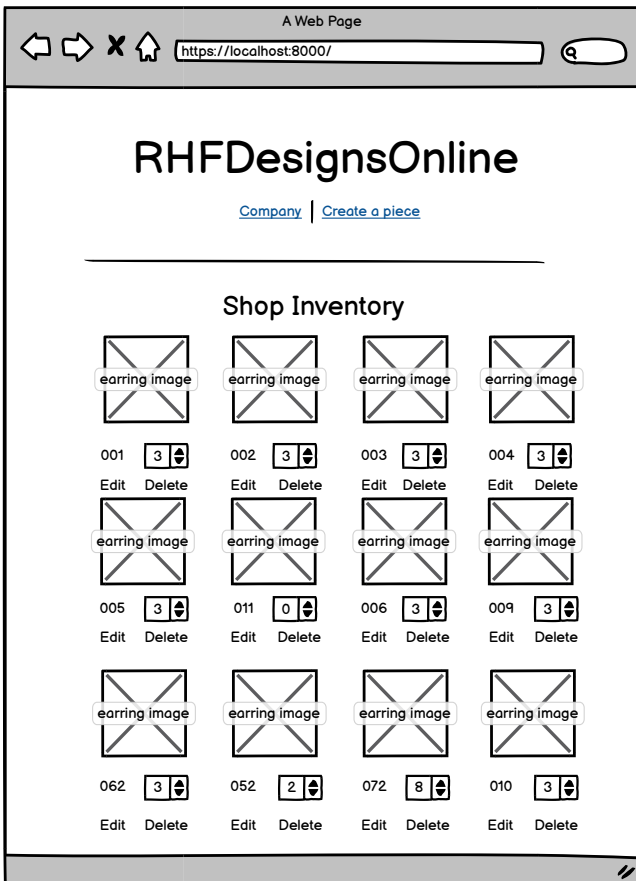 A Web Page
https://localhost:8000/
RHFDesignsOnline
Company | Create a piece
Shop Inventory
earring image earring image earring image earring image
001 3 002 3 003 3 004 3
Edit Delete Edit Delete Edit Delete Edit Delete
earring image earring image earring image earring image
005 3 011 0 006 3 009 3
Edit Delete Edit Delete Edit Delete Edit Delete
earring image earring image earring image earring image
062 3 052 2 072 8 010 3
Edit Delete Edit Delete Edit Delete Edit Delete